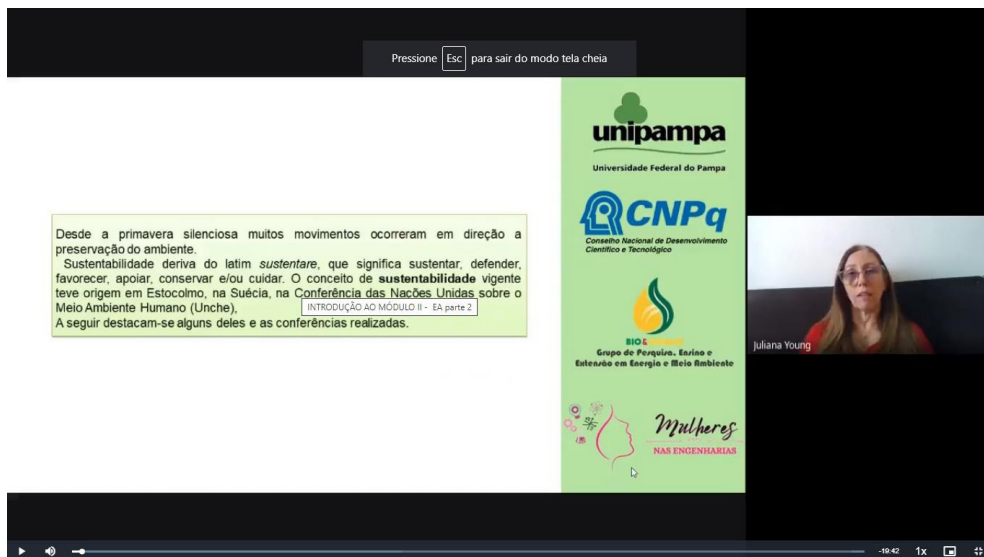 Pressione Esc para sair do modo tela cheia
Desde a primavera silenciosa muitos movimentos ocorreram em direção a
preservação do ambiente.
Sustentabilidade deriva do latim sustentare, que significa sustentar, defender,
favorecer, apoiar, conservar e/ou cuidar. O conceito de sustentabilidade vigente
teve origem em Estocolmo, na Suécia, na Conferência das Nações Unidas sobre o
Meio Ambiente Humano (Unche),
INTRODUÇÃO AO MÓDULO II - EA parte 2
A seguir destacam-se alguns deles e as conferências realizadas.
unipampa
Universidade Federal do Pampa
CNPq
Conselho Nacional de Desenvolvimento
Científico e Tecnológico
BIO&
Grupo de Pesquisa, Ensino e
Extensão em Energia e Meio Ambiente
Mulheres
NAS ENGENHARIAS
Juliana Young
-19:42 1x